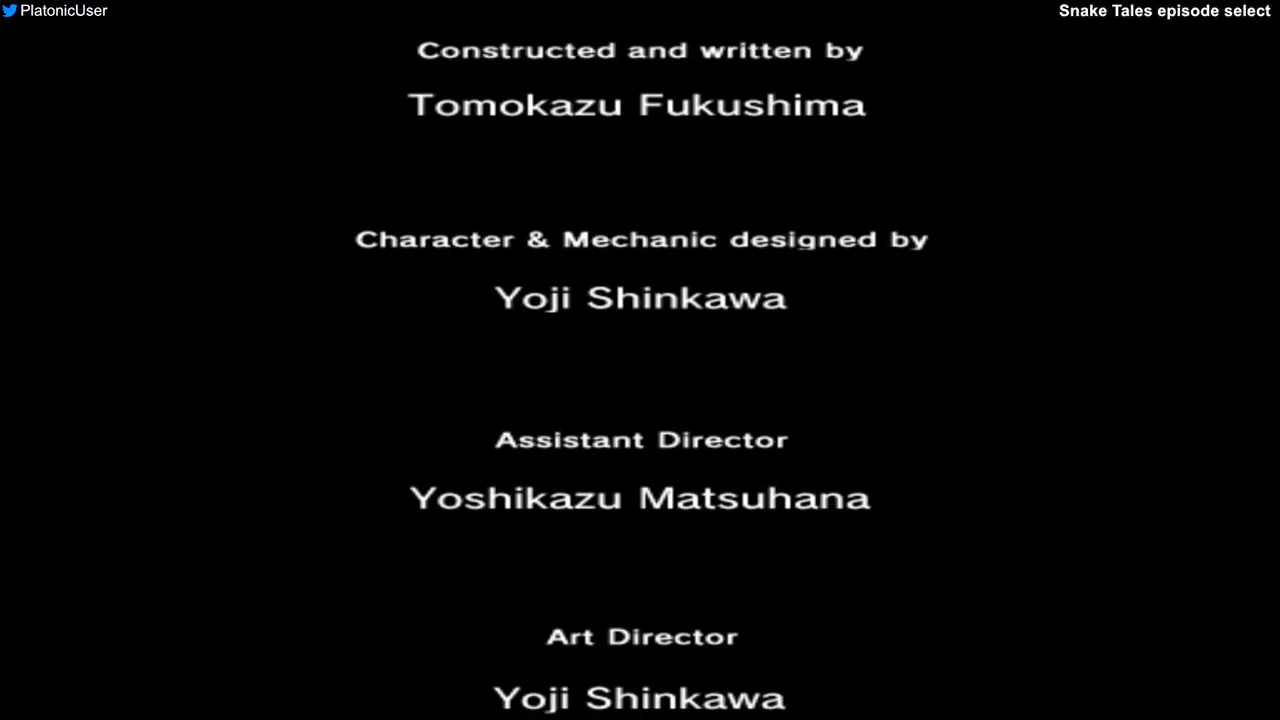 PlatonicUser
Snake Tales episode select
Constructed and written by
Tomokazu Fukushima
Character & Mechanic designed by
Yoji Shinkawa
Assistant Director
Yoshikazu Matsuhana
Art Director
Yoji Shinkawa